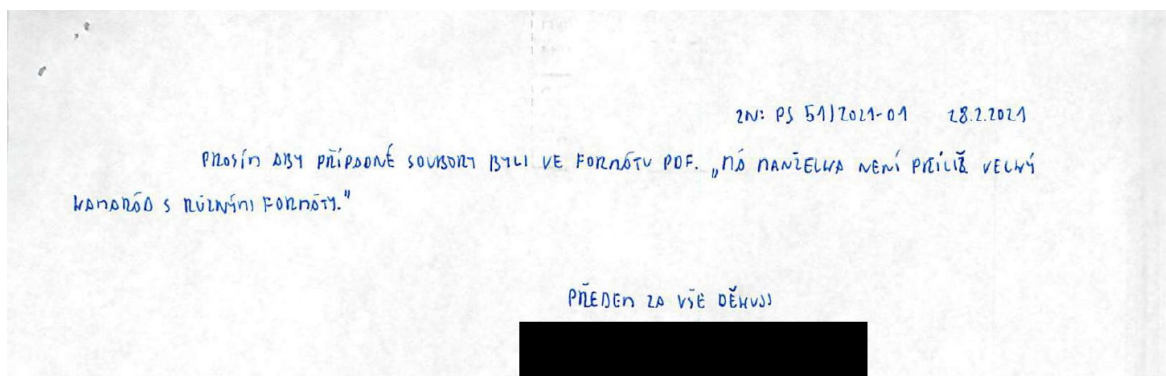 ZN: PS 51/2021-01 28.2.2021
PROSÍM ABY PŘÍPADNÉ SOUBORY BYLI VE FORMÁTU PDF. „MÁ MANŽELKA NENÍ PŘÍLIŠ VELKÝ
KAMARÁD S RŮZNÝMI FORMÁTY."
PŘEDEM ZA VŠE DĚKUJI